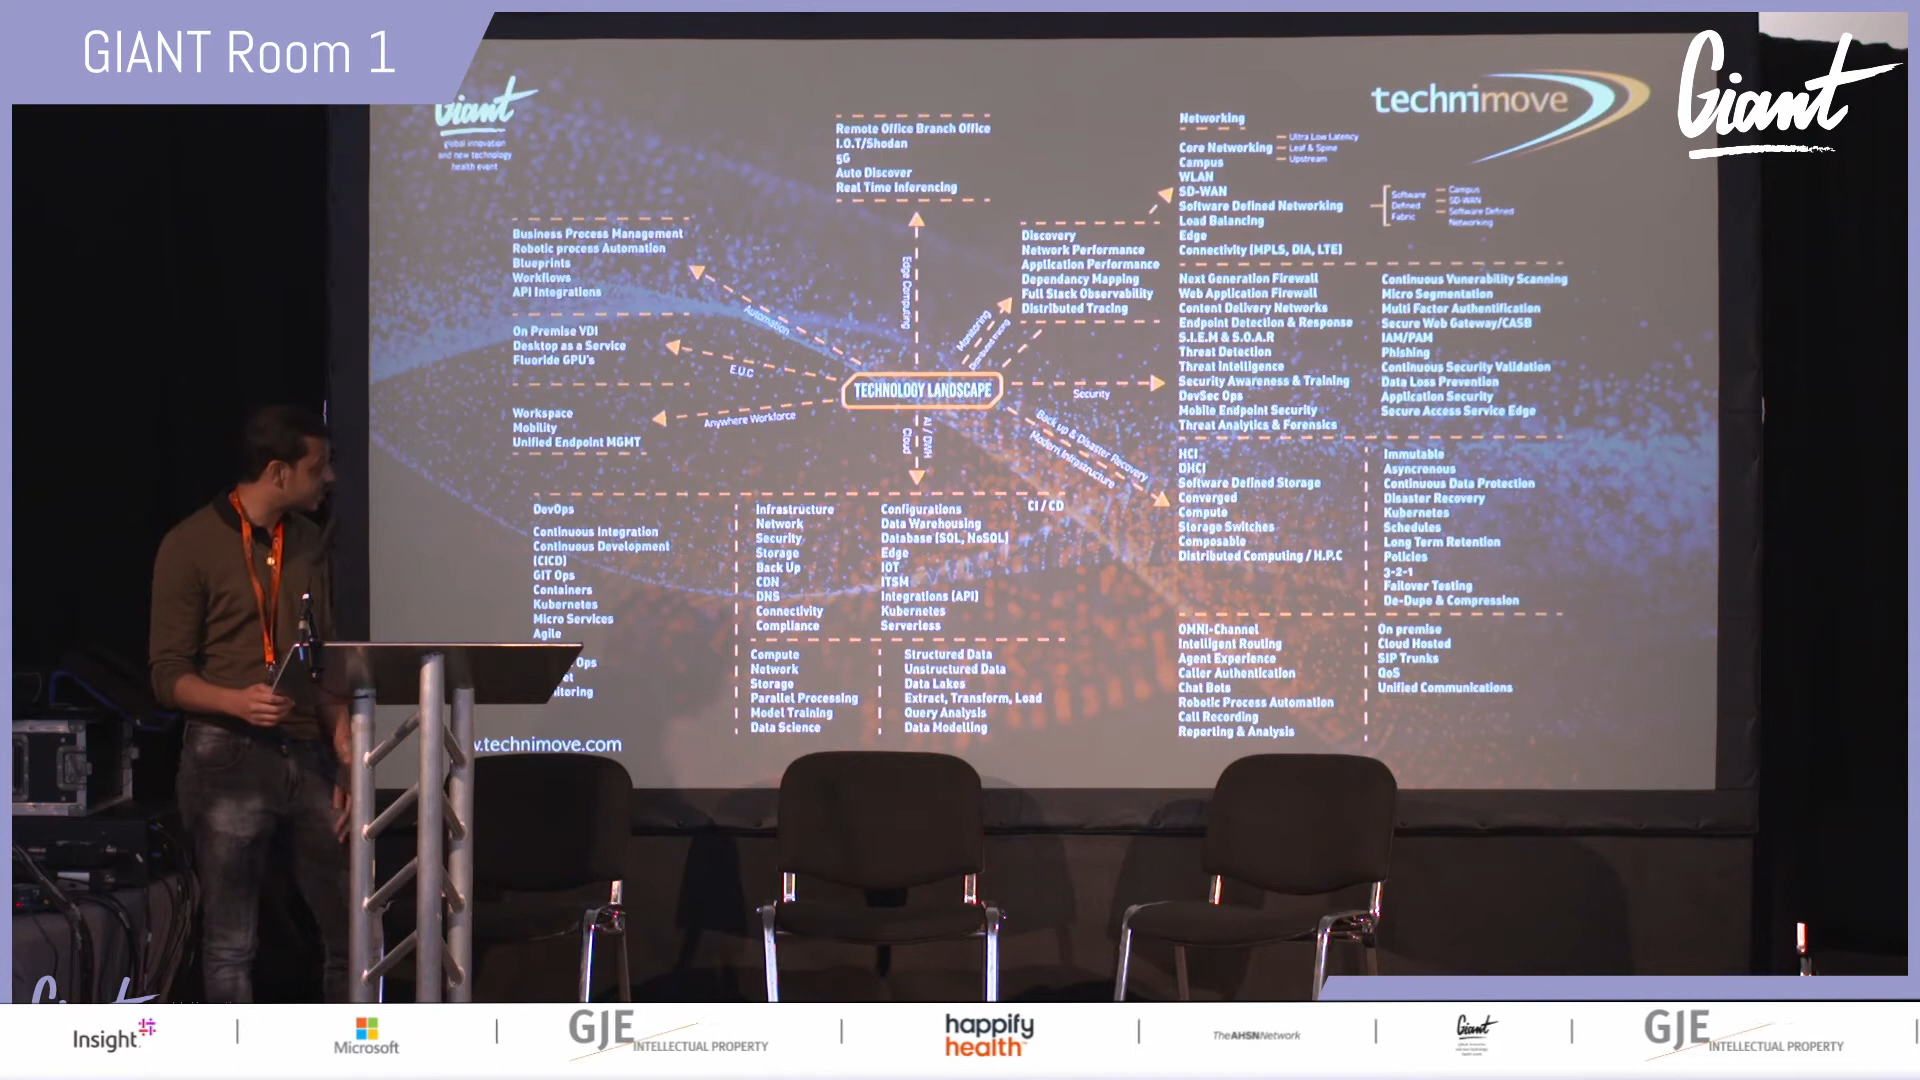 GIANT Room 1
Giant
global innovation
and new technology
health event
technimove
Giant
Remote Office Branch Office
I.O.T/Shodan
5G
Auto Discover
Real Time Inferencing
Networking
Core Networking
Ultra Low Latency
Leaf & Spine
Upstream
Campus
WLAN
SD-WAN
Software Defined Networking
Load Balancing
Edge
Connectivity (MPLS, DIA, LTE)
Software
Defined
Fabric
Campus
SD-WAN
Software Defined
Networking
Business Process Management
Robotic process Automation
Blueprints
Workflows
API Integrations
Discovery
Network Performance
Application Performance
Dependancy Mapping
Full Stack Observability
Distributed Tracing
Edge Computing
Automation
Monitoring
On Premise VDI
Desktop as a Service
Fluoride GPU's
E.U.C
Next Generation Firewall
Web Application Firewall
Content Delivery Networks
Endpoint Detection & Response
S.I.E.M & S.O.A.R
Threat Detection
Threat Intelligence
Security Awareness & Training
DevSec Ops
Mobile Endpoint Security
Threat Analytics & Forensics
Continuous Vunerability Scanning
Micro Segmentation
Multi Factor Authentification
Secure Web Gateway/CASB
IAM/PAM
Phishing
Continuous Security Validation
Data Loss Prevention
Application Security
Secure Access Service Edge
TECHNOLOGY LANDSCAPE
Security
Workspace
Mobility
Unified Endpoint MGMT
Anywhere Workforce
Cloud
AI / DWH
Back up & Disaster Recovery
Modern Infrastructure
HCI
DHCI
Software Defined Storage
Converged
Compute
Storage Switches
Composable
Distributed Computing / H.P.C
Immutable
Asyncronous
Continuous Data Protection
Disaster Recovery
Kubernetes
Schedules
Long Term Retention
Policies
3-2-1
Failover Testing
De-Dupe & Compression
DevOps
Continuous Integration
Continuous Development
(CICD)
GIT Ops
Containers
Kubernetes
Micro Services
Agile
Ops
et
itoring
Infrastructure
Network
Security
Storage
Back Up
CDN
DNS
Connectivity
Compliance
Configurations
Data Warehousing
Database (SQL, NoSQL)
Edge
IOT
ITSM
Integrations (API)
Kubernetes
Serverless
CI / CD
Compute
Network
Storage
Parallel Processing
Model Training
Data Science
Structured Data
Unstructured Data
Data Lakes
Extract, Transform, Load
Query Analysis
Data Modelling
OMNI-Channel
Intelligent Routing
Agent Experience
Caller Authentication
Chat Bots
Robotic Process Automation
Call Recording
Reporting & Analysis
On premise
Cloud Hosted
SIP Trunks
QoS
Unified Communications
w.technimove.com
Insight
Microsoft
GJE INTELLECTUAL PROPERTY
happify
health
TheAHSNNetwork
Giant
GJE INTELLECTUAL PROPERTY